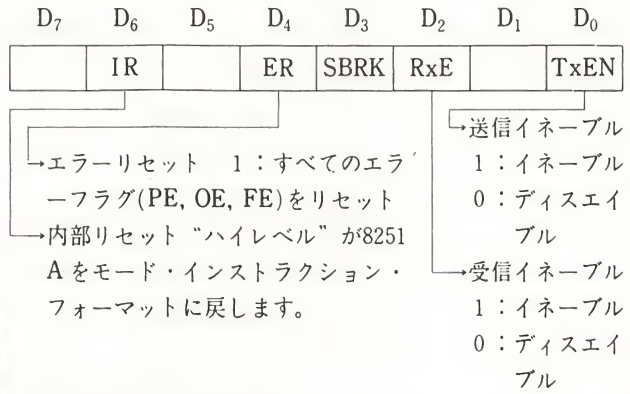 D₇ D₆ D₅ D₄ D₃ D₂ D₁ D₀
IR ER SBRK RxE TxEN
→送信イネーブル
1：イネーブル
0：ディスエイ
ブル
→エラーリセット 1：すべてのエラ
ーフラグ(PE, OE, FE)をリセット
→内部リセット “ハイレベル”が8251
Aをモード・インストラクション・
フォーマットに戻します。
→受信イネーブル
1：イネーブル
0：ディスエイ
ブル